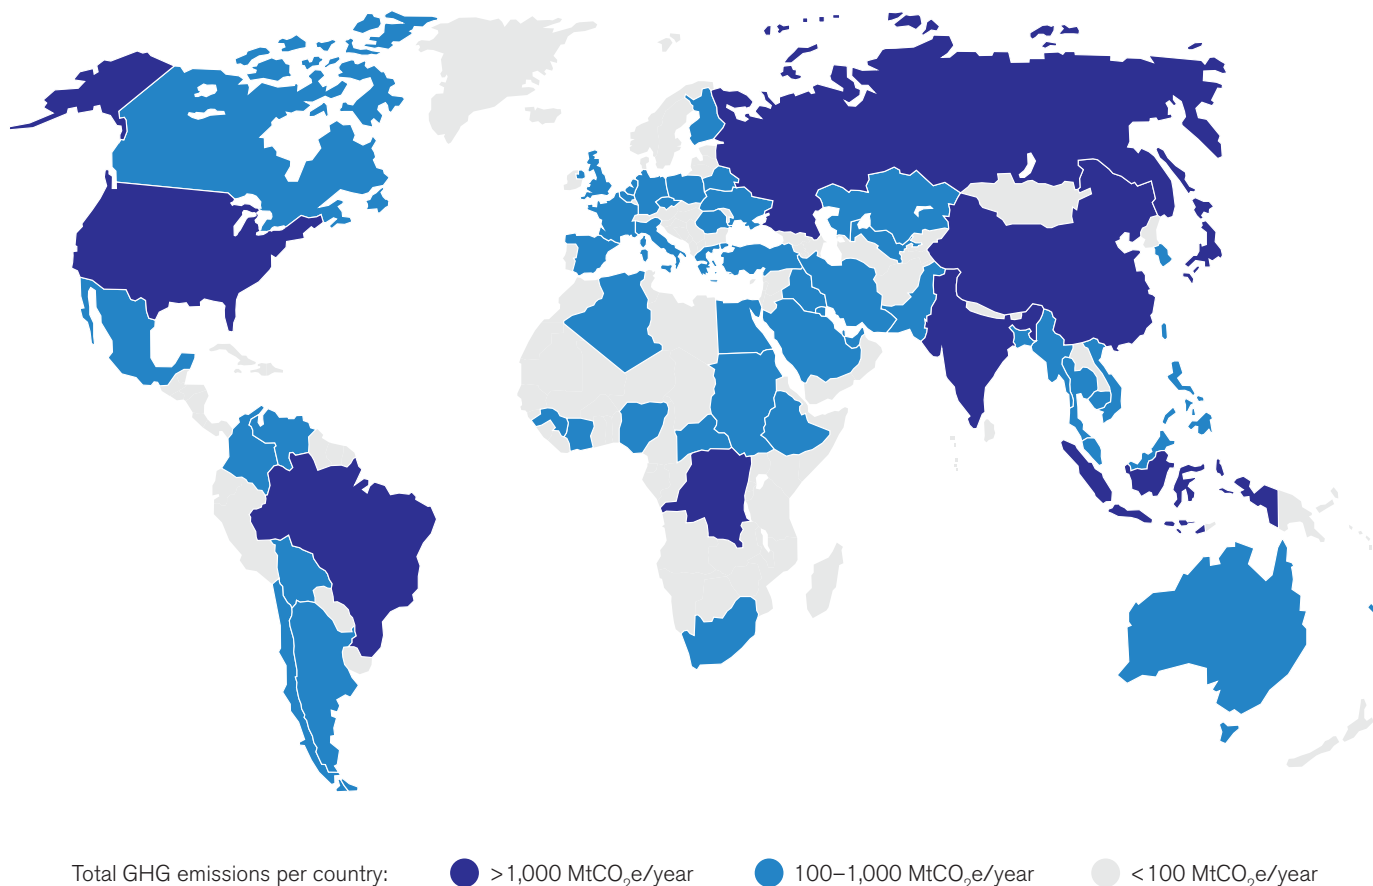 Total GHG emissions per country: >1,000 MtCO₂e/year 100–1,000 MtCO₂e/year <100 MtCO₂e/year